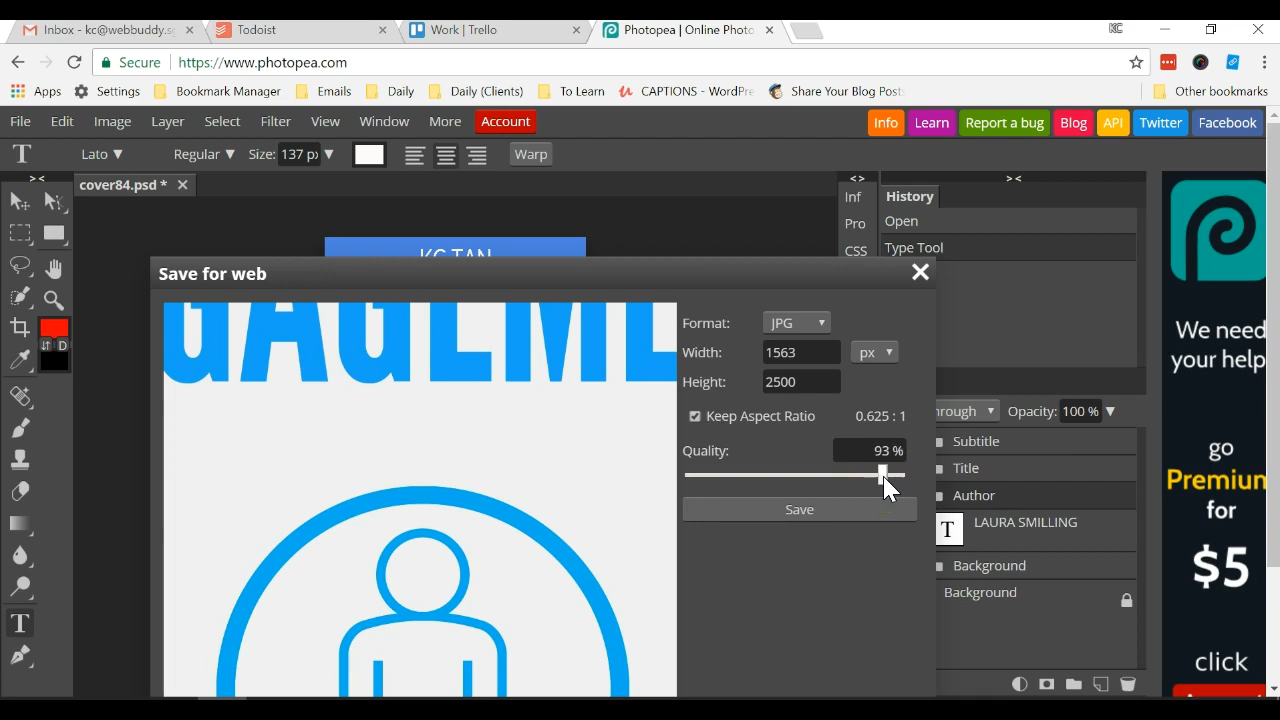 Inbox - kc@webbuddy.s
Todoist
Work | Trello
Photopea | Online Photo
KC
Secure
https://www.photopea.com
Apps
Settings
Bookmark Manager
Emails
Daily
Daily (Clients)
To Learn
CAPTIONS - WordPre
Share Your Blog Post
Other bookmarks
File Edit Image Layer Select Filter View Window More Account
Info Learn Report a bug Blog API Twitter Facebook
T Lato Regular Size: 137 px Warp
cover84.psd *
Inf
Pro
CSS
History
Open
Type Tool
KC TAN
Save for web
GAGEME
Format: JPG
Width: 1563 px
Height: 2500
Keep Aspect Ratio 0.625 : 1
Quality: 93 %
Save
D
T
rough
Opacity: 100 %
Subtitle
Title
Author
T LAURA SMILLING
Background
Background
We need
your help
go
Premium
for
$5
click